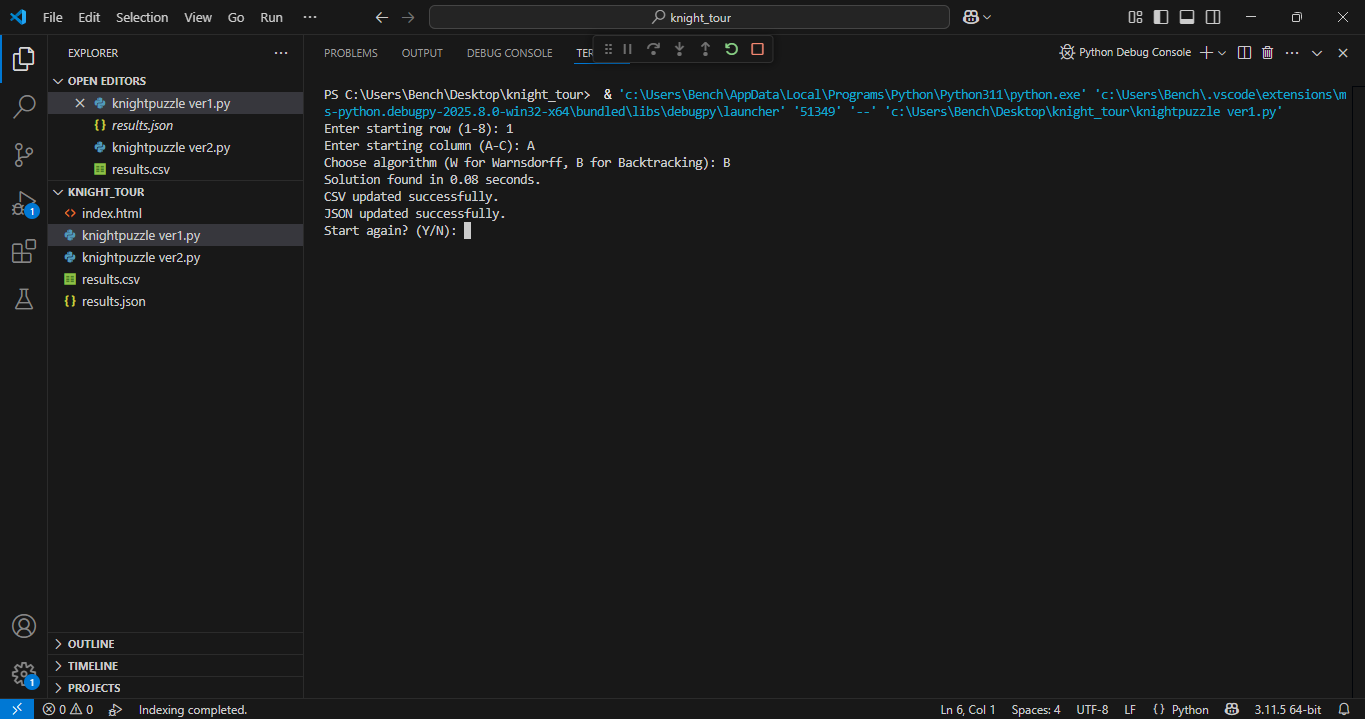 File Edit Selection View Go Run ··· knight_tour
EXPLORER ···
OPEN EDITORS
knightpuzzle ver1.py
results.json
knightpuzzle ver2.py
results.csv
KNIGHT_TOUR
index.html
knightpuzzle ver1.py
knightpuzzle ver2.py
results.csv
results.json
OUTLINE
TIMELINE
PROJECTS
1
1
PROBLEMS OUTPUT DEBUG CONSOLE TER Python Debug Console
PS C:\Users\Bench\Desktop\knight_tour>  & 'c:\Users\Bench\AppData\Local\Programs\Python\Python311\python.exe' 'c:\Users\Bench\.vscode\extensions\m
s-python.debugpy-2025.8.0-win32-x64\bundled\libs\debugpy\launcher' '51349' '--' 'c:\Users\Bench\Desktop\knight_tour\knightpuzzle ver1.py'
Enter starting row (1-8): 1
Enter starting column (A-C): A
Choose algorithm (W for Warnsdorff, B for Backtracking): B
Solution found in 0.08 seconds.
CSV updated successfully.
JSON updated successfully.
Start again? (Y/N):
0 0 Indexing completed. Ln 6, Col 1 Spaces: 4 UTF-8 LF {} Python 3.11.5 64-bit